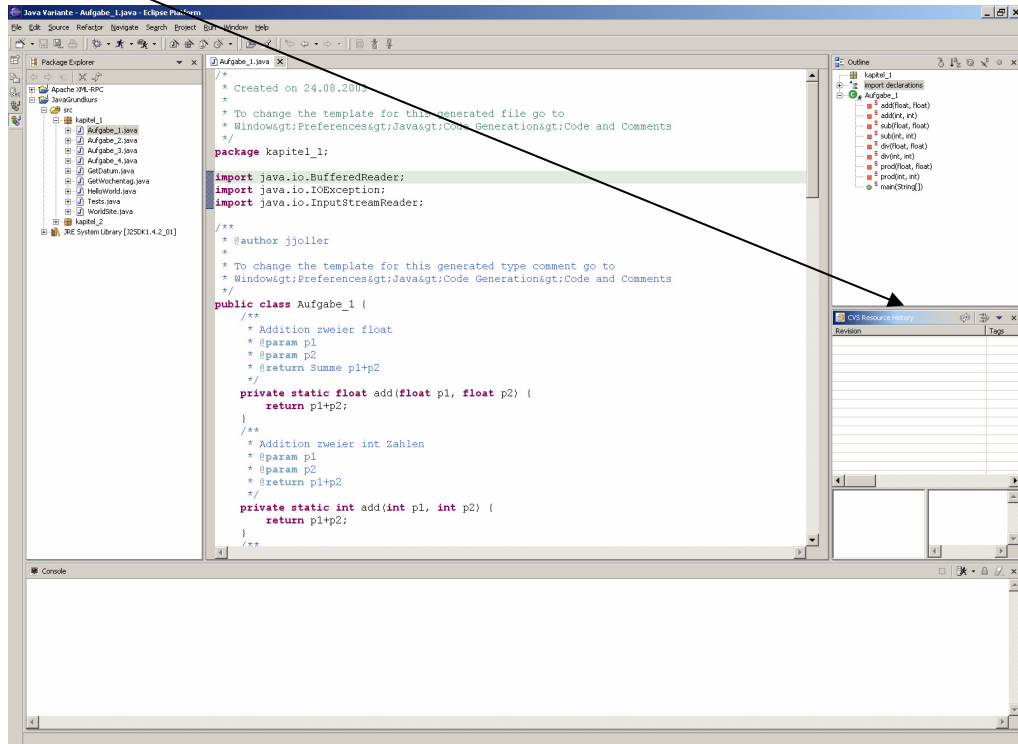 Java Variante - Aufgabe_1.java - Eclipse Platform
File Edit Source Refactor Navigate Search Project Run Window Help
Package Explorer
Apache XML-RPC
JavaGrundkurs
src
kapitel_1
Aufgabe_1.java
Aufgabe_2.java
Aufgabe_3.java
Aufgabe_4.java
GetDatum.java
GetWochentag.java
HelloWorld.java
Tests.java
WorldSite.java
kapitel_2
JRE System Library [J2SDK1.4.2_01]
Aufgabe_1.java
/*
 * Created on 24.08.2003
 *
 * To change the template for this generated file go to
 * Window&gt;Preferences&gt;Java&gt;Code Generation&gt;Code and Comments
 */
package kapitel_1;
import java.io.BufferedReader;
import java.io.IOException;
import java.io.InputStreamReader;
/**
 * @author jjoller
 *
 * To change the template for this generated type comment go to
 * Window&gt;Preferences&gt;Java&gt;Code Generation&gt;Code and Comments
 */
public class Aufgabe_1 {
/**
 * Addition zweier float
 * @param p1
 * @param p2
 * @return Summe p1+p2
 */
private static float add(float p1, float p2) {
return p1+p2;
}
/**
 * Addition zweier int Zahlen
 * @param p1
 * @param p2
 * @return p1+p2
 */
private static int add(int p1, int p2) {
return p1+p2;
}
/**
Outline
kapitel_1
import declarations
Aufgabe_1
add(float, float)
add(int, int)
sub(float, float)
sub(int, int)
div(float, float)
div(int, int)
prod(float, float)
prod(int, int)
main(String[])
CVS Resource History
Revision Tags
Console